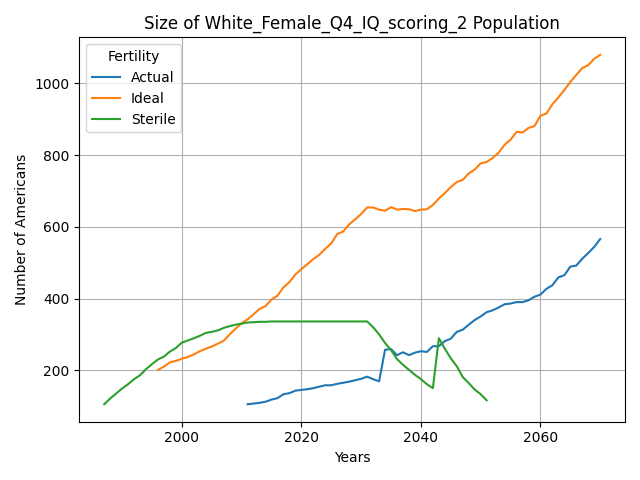 Size of White_Female_Q4_IQ_scoring_2 Population
Fertility
Actual
Ideal
Sterile
1000
800
600
400
200
Number of Americans
2000
2020
2040
2060
Years